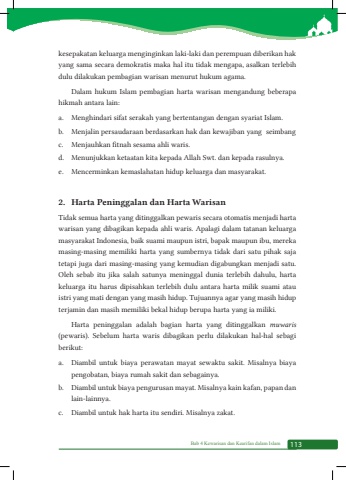 kesepakatan keluarga menginginkan laki-laki dan perempuan diberikan hak
yang sama secara demokratis maka hal itu tidak mengapa, asalkan terlebih
dulu dilakukan pembagian warisan menurut hukum agama.
Dalam hukum Islam pembagian harta warisan mengandung beberapa
hikmah antara lain:
a. Menghindari sifat serakah yang bertentangan dengan syariat Islam.
b. Menjalin persaudaraan berdasarkan hak dan kewajiban yang seimbang
c. Menjauhkan fitnah sesama ahli waris.
d. Menunjukkan ketaatan kita kepada Allah Swt. dan kepada rasulnya.
e. Mencerminkan kemaslahatan hidup keluarga dan masyarakat.
2. Harta Peninggalan dan Harta Warisan
Tidak semua harta yang ditinggalkan pewaris secara otomatis menjadi harta
warisan yang dibagikan kepada ahli waris. Apalagi dalam tatanan keluarga
masyarakat Indonesia, baik suami maupun istri, bapak maupun ibu, mereka
masing-masing memiliki harta yang sumbernya tidak dari satu pihak saja
tetapi juga dari masing-masing yang kemudian digabungkan menjadi satu.
Oleh sebab itu jika salah satunya meninggal dunia terlebih dahulu, harta
keluarga itu harus dipisahkan terlebih dulu antara harta milik suami atau
istri yang mati dengan yang masih hidup. Tujuannya agar yang masih hidup
terjamin dan masih memiliki bekal hidup berupa harta yang ia miliki.
Harta peninggalan adalah bagian harta yang ditinggalkan muwaris
(pewaris). Sebelum harta waris dibagikan perlu dilakukan hal-hal sebagi
berikut:
a. Diambil untuk biaya perawatan mayat sewaktu sakit. Misalnya biaya
pengobatan, biaya rumah sakit dan sebagainya.
b. Diambil untuk biaya pengurusan mayat. Misalnya kain kafan, papan dan
lain-lainnya.
c. Diambil untuk hak harta itu sendiri. Misalnya zakat.
Bab 4 Kewarisan dan Kearifan dalam Islam 113